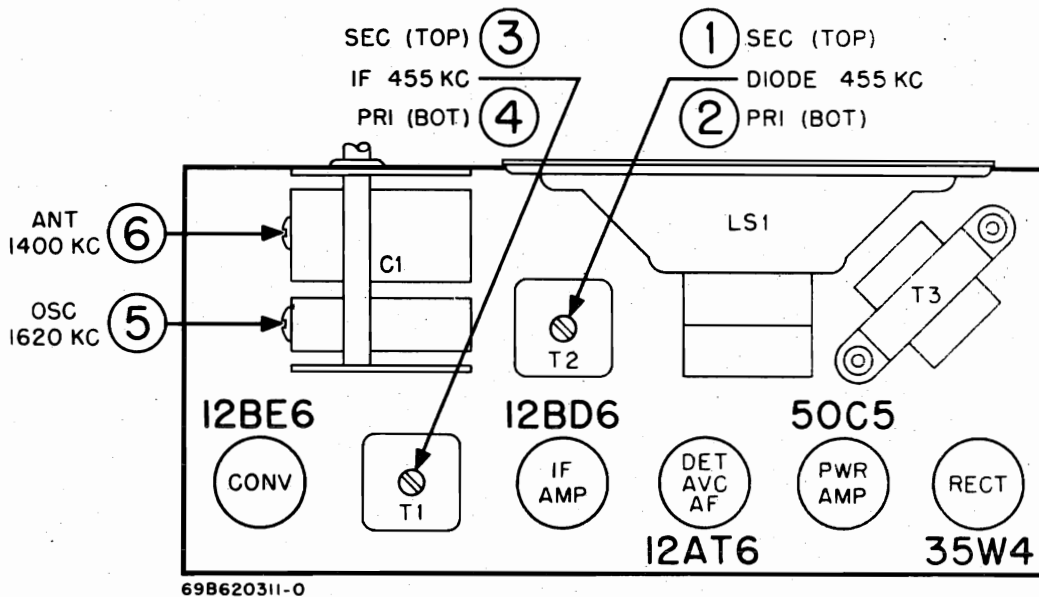 SEC (TOP) 3
IF 455 KC
PRI (BOT) 4
1 SEC (TOP)
DIODE 455 KC
2 PRI (BOT)
ANT
1400 KC 6
OSC
1620 KC 5
C1
LS1
T3
T2
12BE6
12BD6
50C5
CONV
T1
IF
AMP
DET
AVC
AF
PWR
AMP
RECT
12AT6
35W4
69B620311-0